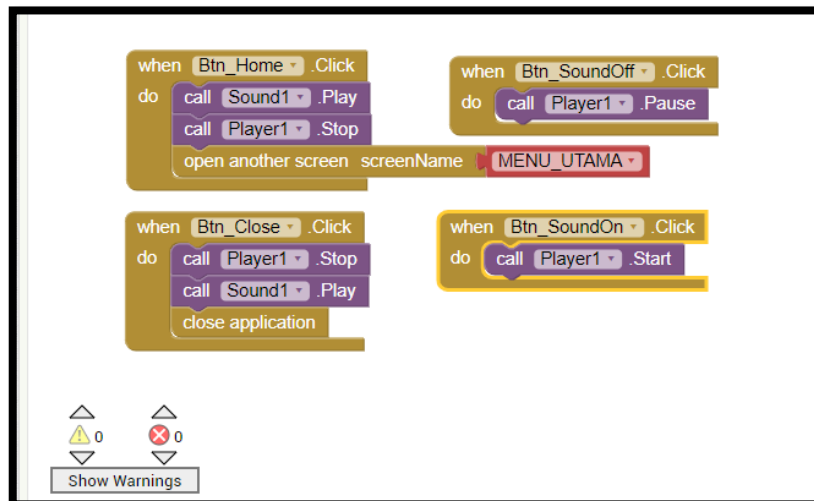 when Btn_Home .Click
do call Sound1 .Play
call Player1 .Stop
open another screen screenName MENU_UTAMA
when Btn_SoundOff .Click
do call Player1 .Pause
when Btn_Close .Click
do call Player1 .Stop
call Sound1 .Play
close application
when Btn_SoundOn .Click
do call Player1 .Start
0 0
Show Warnings